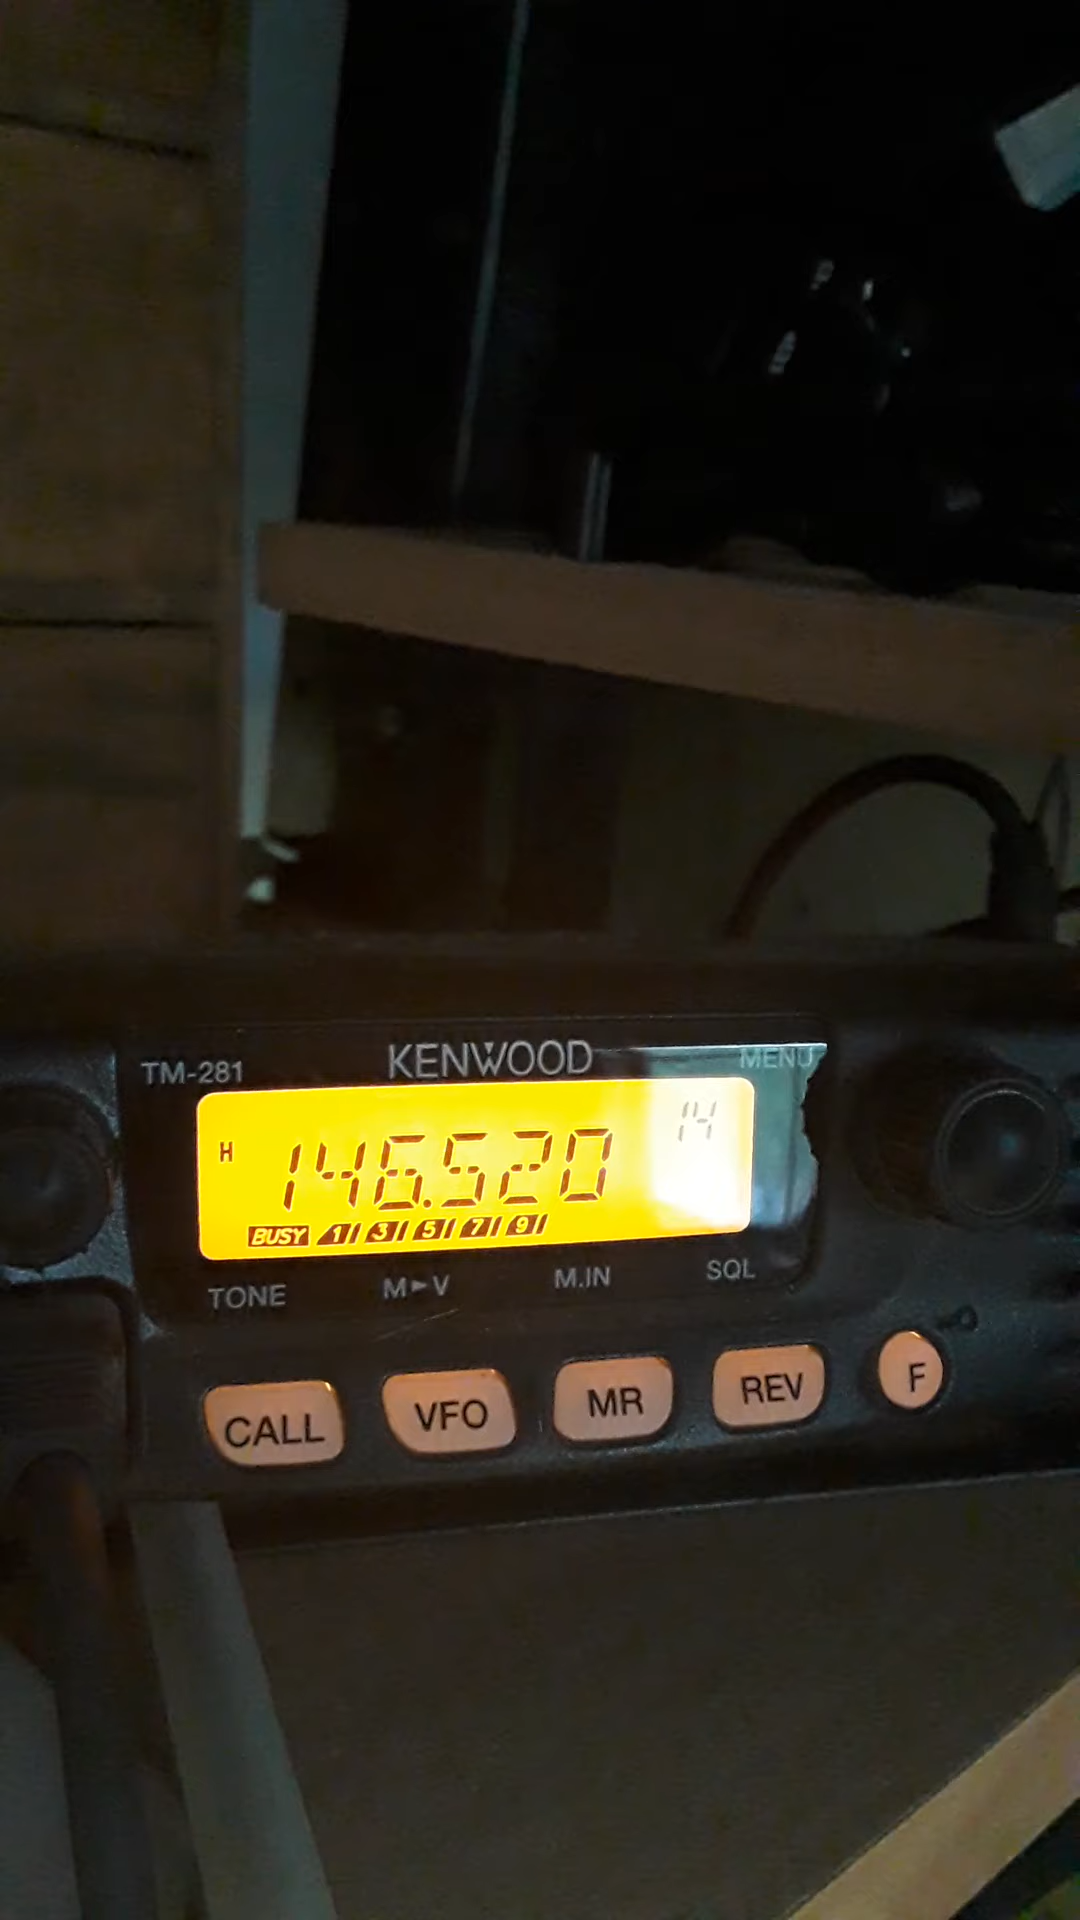 KENWOOD MENU
TM-281
14
H 146.520
BUSY 1 3 5 7 9
TONE M►V M.IN SQL
CALL VFO MR REV F